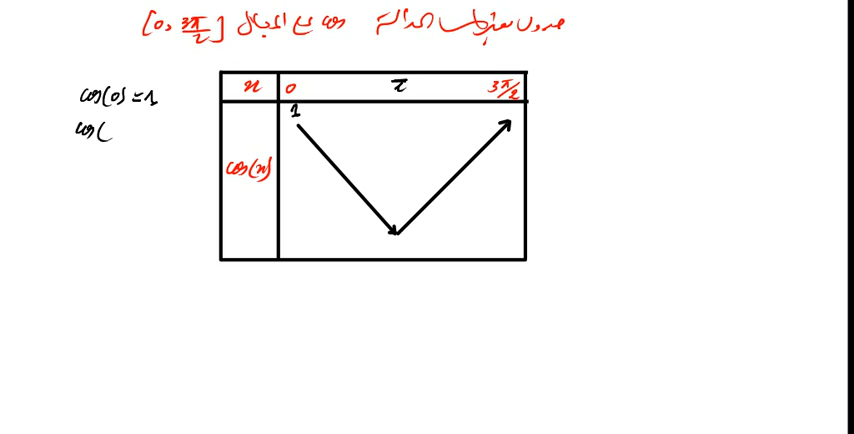 جدول تغيرات الدالة cos على المجال [0, 3π/2]
cos(0) = 1
cos(
x 0 π 3π/2
1
cos(x)